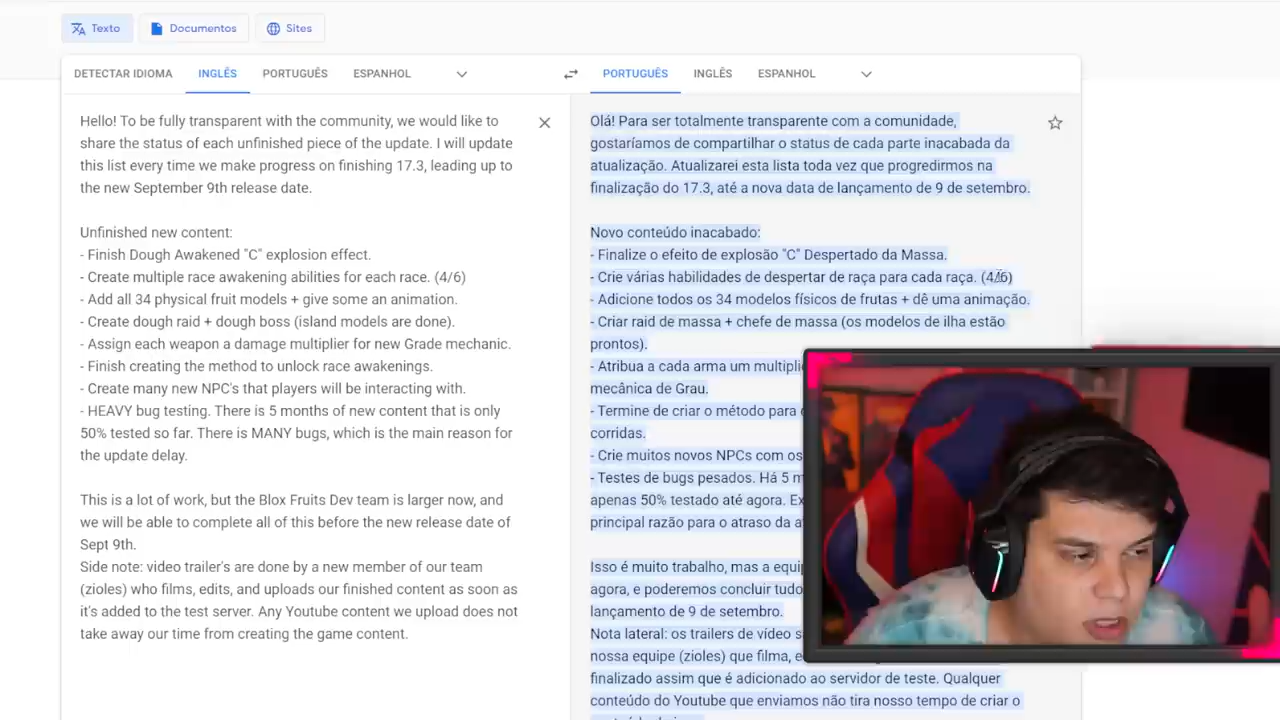 Texto
Documentos
Sites
DETECTAR IDIOMA
INGLÊS
PORTUGUÊS
ESPANHOL
PORTUGUÊS
INGLÊS
ESPANHOL
Hello! To be fully transparent with the community, we would like to
share the status of each unfinished piece of the update. I will update
this list every time we make progress on finishing 17.3, leading up to
the new September 9th release date.
Unfinished new content:
- Finish Dough Awakened "C" explosion effect.
- Create multiple race awakening abilities for each race. (4/6)
- Add all 34 physical fruit models + give some an animation.
- Create dough raid + dough boss (island models are done).
- Assign each weapon a damage multiplier for new Grade mechanic.
- Finish creating the method to unlock race awakenings.
- Create many new NPC's that players will be interacting with.
- HEAVY bug testing. There is 5 months of new content that is only
50% tested so far. There is MANY bugs, which is the main reason for
the update delay.
This is a lot of work, but the Blox Fruits Dev team is larger now, and
we will be able to complete all of this before the new release date of
Sept 9th.
Side note: video trailer's are done by a new member of our team
(zioles) who films, edits, and uploads our finished content as soon as
it's added to the test server. Any Youtube content we upload does not
take away our time from creating the game content.
Olá! Para ser totalmente transparente com a comunidade,
gostaríamos de compartilhar o status de cada parte inacabada da
atualização. Atualizarei esta lista toda vez que progredirmos na
finalização do 17.3, até a nova data de lançamento de 9 de setembro.
Novo conteúdo inacabado:
- Finalize o efeito de explosão "C" Despertado da Massa.
- Crie várias habilidades de despertar de raça para cada raça. (4/6)
- Adicione todos os 34 modelos físicos de frutas + dê uma animação.
- Criar raid de massa + chefe de massa (os modelos de ilha estão
prontos).
- Atribua a cada arma um
mecânica de Grau.
- Termine de criar o método para
corridas.
- Crie muitos novos NPCs com os
- Testes de bugs pesados. Há 5
apenas 50% testado até agora.
principal razão para o atraso da
Isso é muito trabalho, mas a
agora, e poderemos concluir
lançamento de 9 de setembro.
Nota lateral: os trailers de vídeo
nossa equipe (zioles) que filma,
finalizado assim que é adicionado ao servidor de teste. Qualquer
conteúdo do Youtube que enviamos não tira nosso tempo de criar o